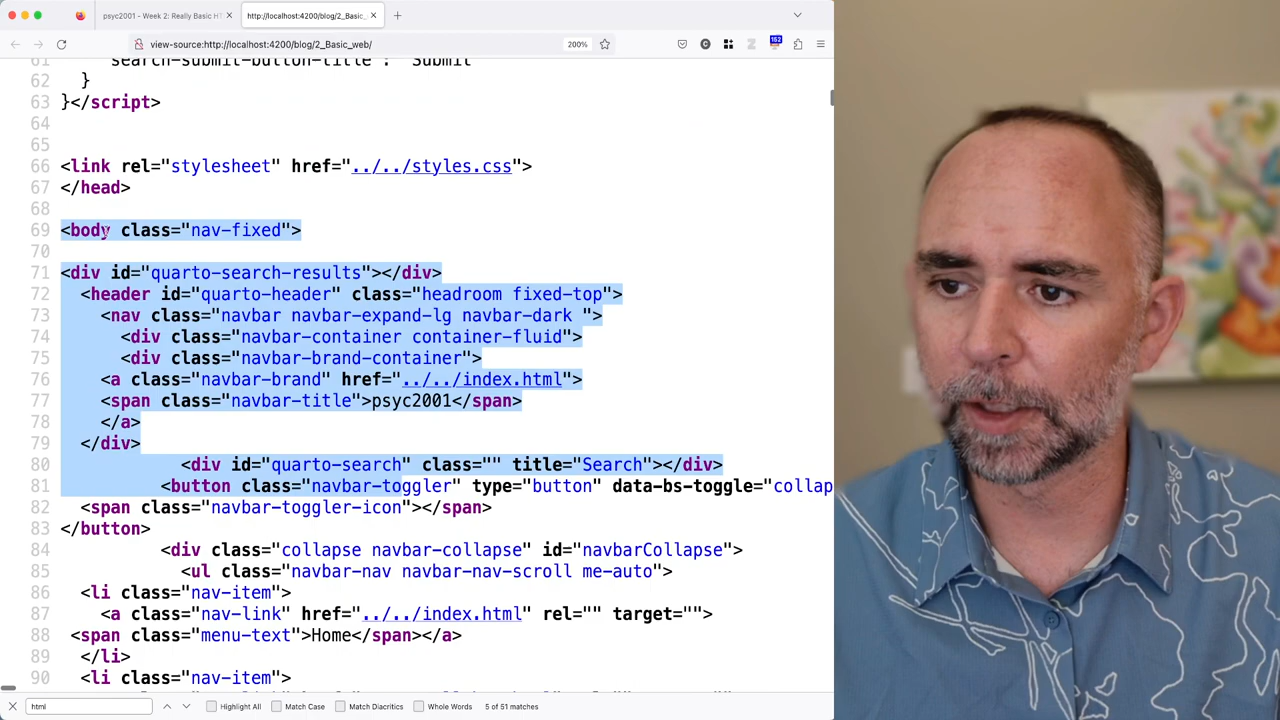 psyc2001 - Week 2: Really Basic HT
http://localhost:4200/blog/2_Basic_
view-source:http://localhost:4200/blog/2_Basic_web/
200%
152
61 "search-submit-button-title": "Submit"
62 }
63 }</script>
64
65
66 <link rel="stylesheet" href="../../styles.css">
67 </head>
68
69 <body class="nav-fixed">
70
71 <div id="quarto-search-results"></div>
72 <header id="quarto-header" class="headroom fixed-top">
73 <nav class="navbar navbar-expand-lg navbar-dark ">
74 <div class="navbar-container container-fluid">
75 <div class="navbar-brand-container">
76 <a class="navbar-brand" href="../../index.html">
77 <span class="navbar-title">psyc2001</span>
78 </a>
79 </div>
80 <div id="quarto-search" class="" title="Search"></div>
81 <button class="navbar-toggler" type="button" data-bs-toggle="collap
82 <span class="navbar-toggler-icon"></span>
83 </button>
84 <div class="collapse navbar-collapse" id="navbarCollapse">
85 <ul class="navbar-nav navbar-nav-scroll me-auto">
86 <li class="nav-item">
87 <a class="nav-link" href="../../index.html" rel="" target="">
88 <span class="menu-text">Home</span></a>
89 </li>
90 <li class="nav-item">
html
Highlight All
Match Case
Match Diacritics
Whole Words
5 of 51 matches